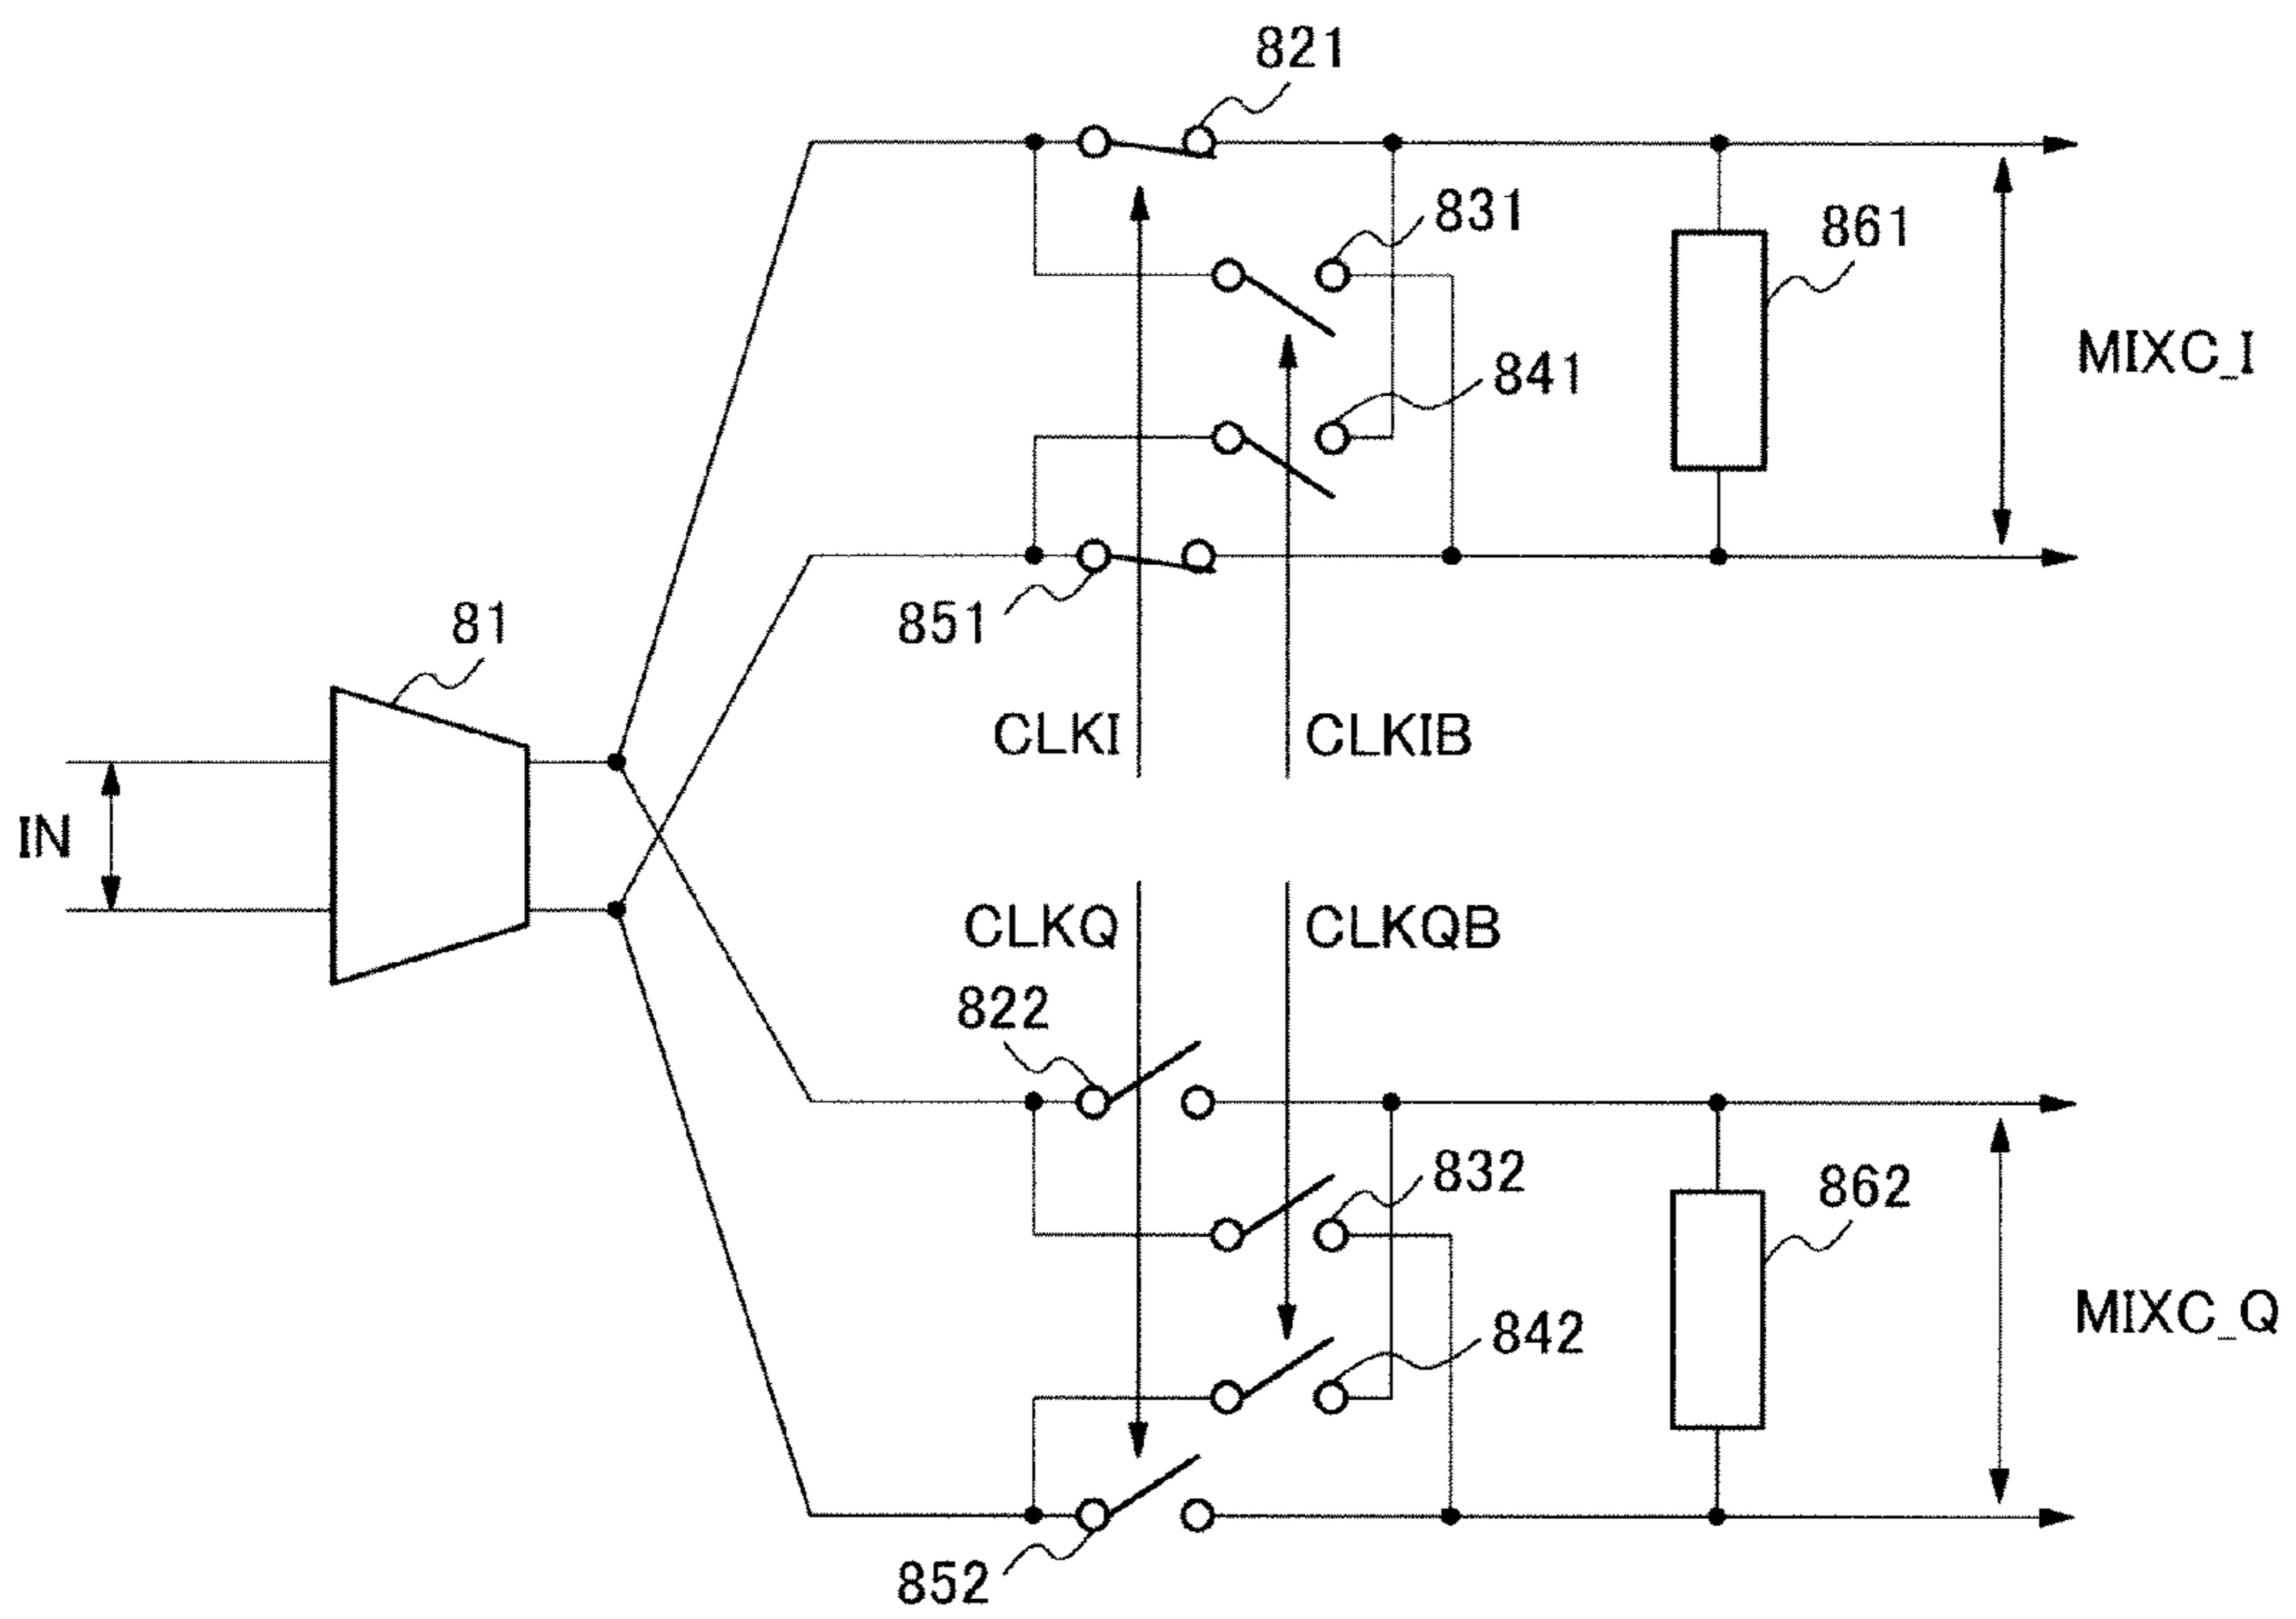 821
831
861
841
MIXC_I
851
81
CLKI
CLKIB
IN
CLKQ
CLKQB
822
832
862
842
MIXC_Q
852